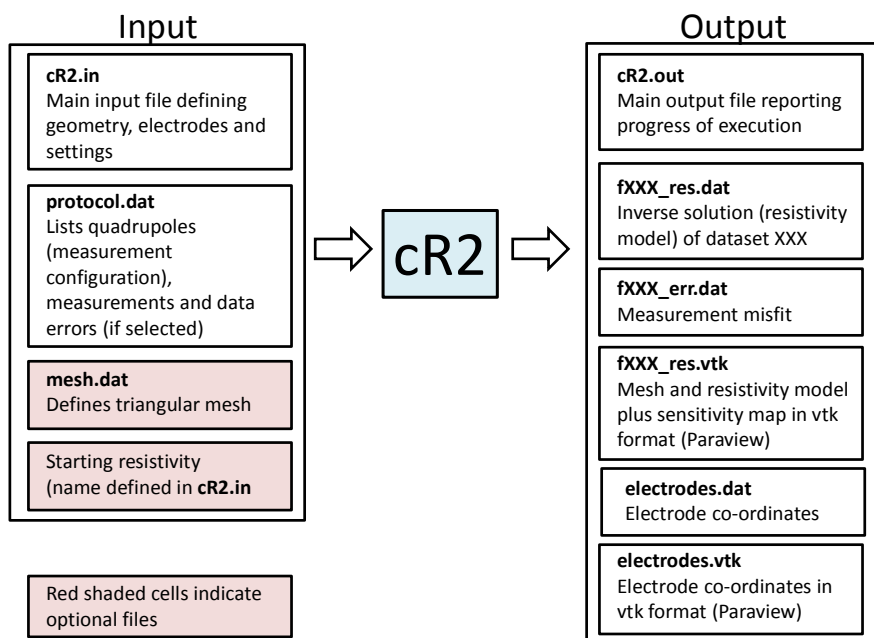 Input
cR2.in
Main input file defining
geometry, electrodes and
settings
protocol.dat
Lists quadrupoles
(measurement
configuration),
measurements and data
errors (if selected)
mesh.dat
Defines triangular mesh
Starting resistivity
(name defined in cR2.in
Red shaded cells indicate
optional files
cR2
Output
cR2.out
Main output file reporting
progress of execution
fXXX_res.dat
Inverse solution (resistivity
model) of dataset XXX
fXXX_err.dat
Measurement misfit
fXXX_res.vtk
Mesh and resistivity model
plus sensitivity map in vtk
format (Paraview)
electrodes.dat
Electrode co-ordinates
electrodes.vtk
Electrode co-ordinates in
vtk format (Paraview)